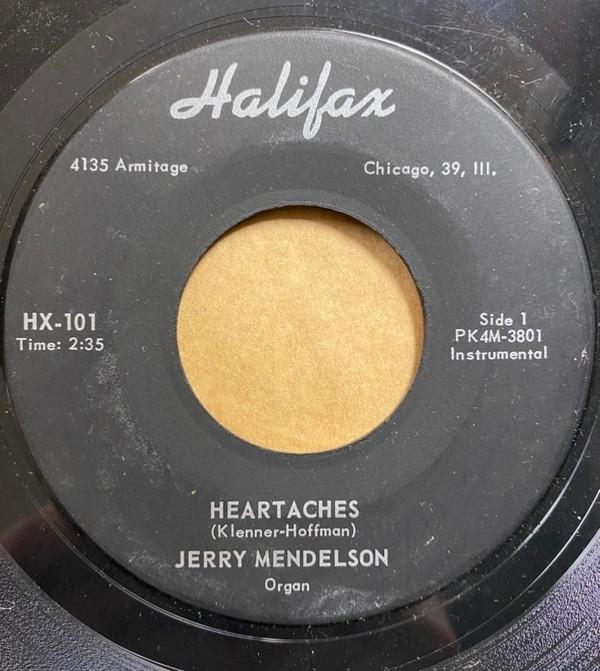 Halifax
4135 Armitage
Chicago, 39, Ill.
HX-101
Time: 2:35
Side 1
PK4M-3801
Instrumental
HEARTACHES
(Klenner-Hoffman)
JERRY MENDELSON
Organ